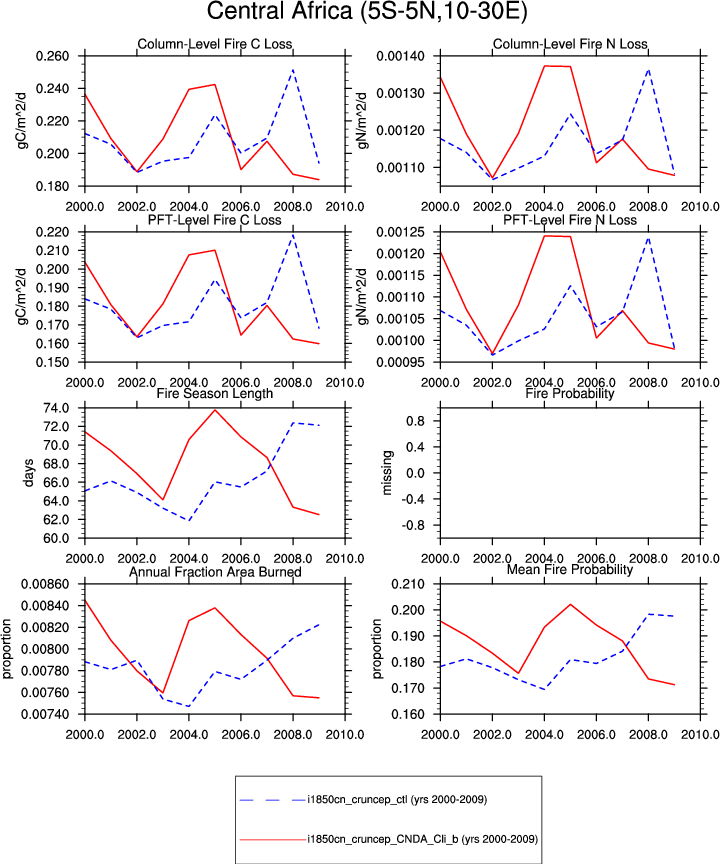 Central Africa (5S-5N,10-30E)
Column-Level Fire C Loss
gC/m^2/d
0.260
0.240
0.220
0.200
0.180
2000.0 2002.0 2004.0 2006.0 2008.0 2010.0
Column-Level Fire N Loss
gN/m^2/d
0.00140
0.00130
0.00120
0.00110
2000.0 2002.0 2004.0 2006.0 2008.0 2010.0
PFT-Level Fire C Loss
gC/m^2/d
0.220
0.210
0.200
0.190
0.180
0.170
0.160
0.150
2000.0 2002.0 2004.0 2006.0 2008.0 2010.0
PFT-Level Fire N Loss
gN/m^2/d
0.00125
0.00120
0.00115
0.00110
0.00105
0.00100
0.00095
2000.0 2002.0 2004.0 2006.0 2008.0 2010.0
Fire Season Length
days
74.0
72.0
70.0
68.0
66.0
64.0
62.0
60.0
2000.0 2002.0 2004.0 2006.0 2008.0 2010.0
Fire Probability
missing
0.8
0.4
0.0
-0.4
-0.8
2000.0 2002.0 2004.0 2006.0 2008.0 2010.0
Annual Fraction Area Burned
proportion
0.00860
0.00840
0.00820
0.00800
0.00780
0.00760
0.00740
2000.0 2002.0 2004.0 2006.0 2008.0 2010.0
Mean Fire Probability
proportion
0.210
0.200
0.190
0.180
0.170
0.160
2000.0 2002.0 2004.0 2006.0 2008.0 2010.0
i1850cn_cruncep_ctl (yrs 2000-2009)
i1850cn_cruncep_CNDA_Cli_b (yrs 2000-2009)